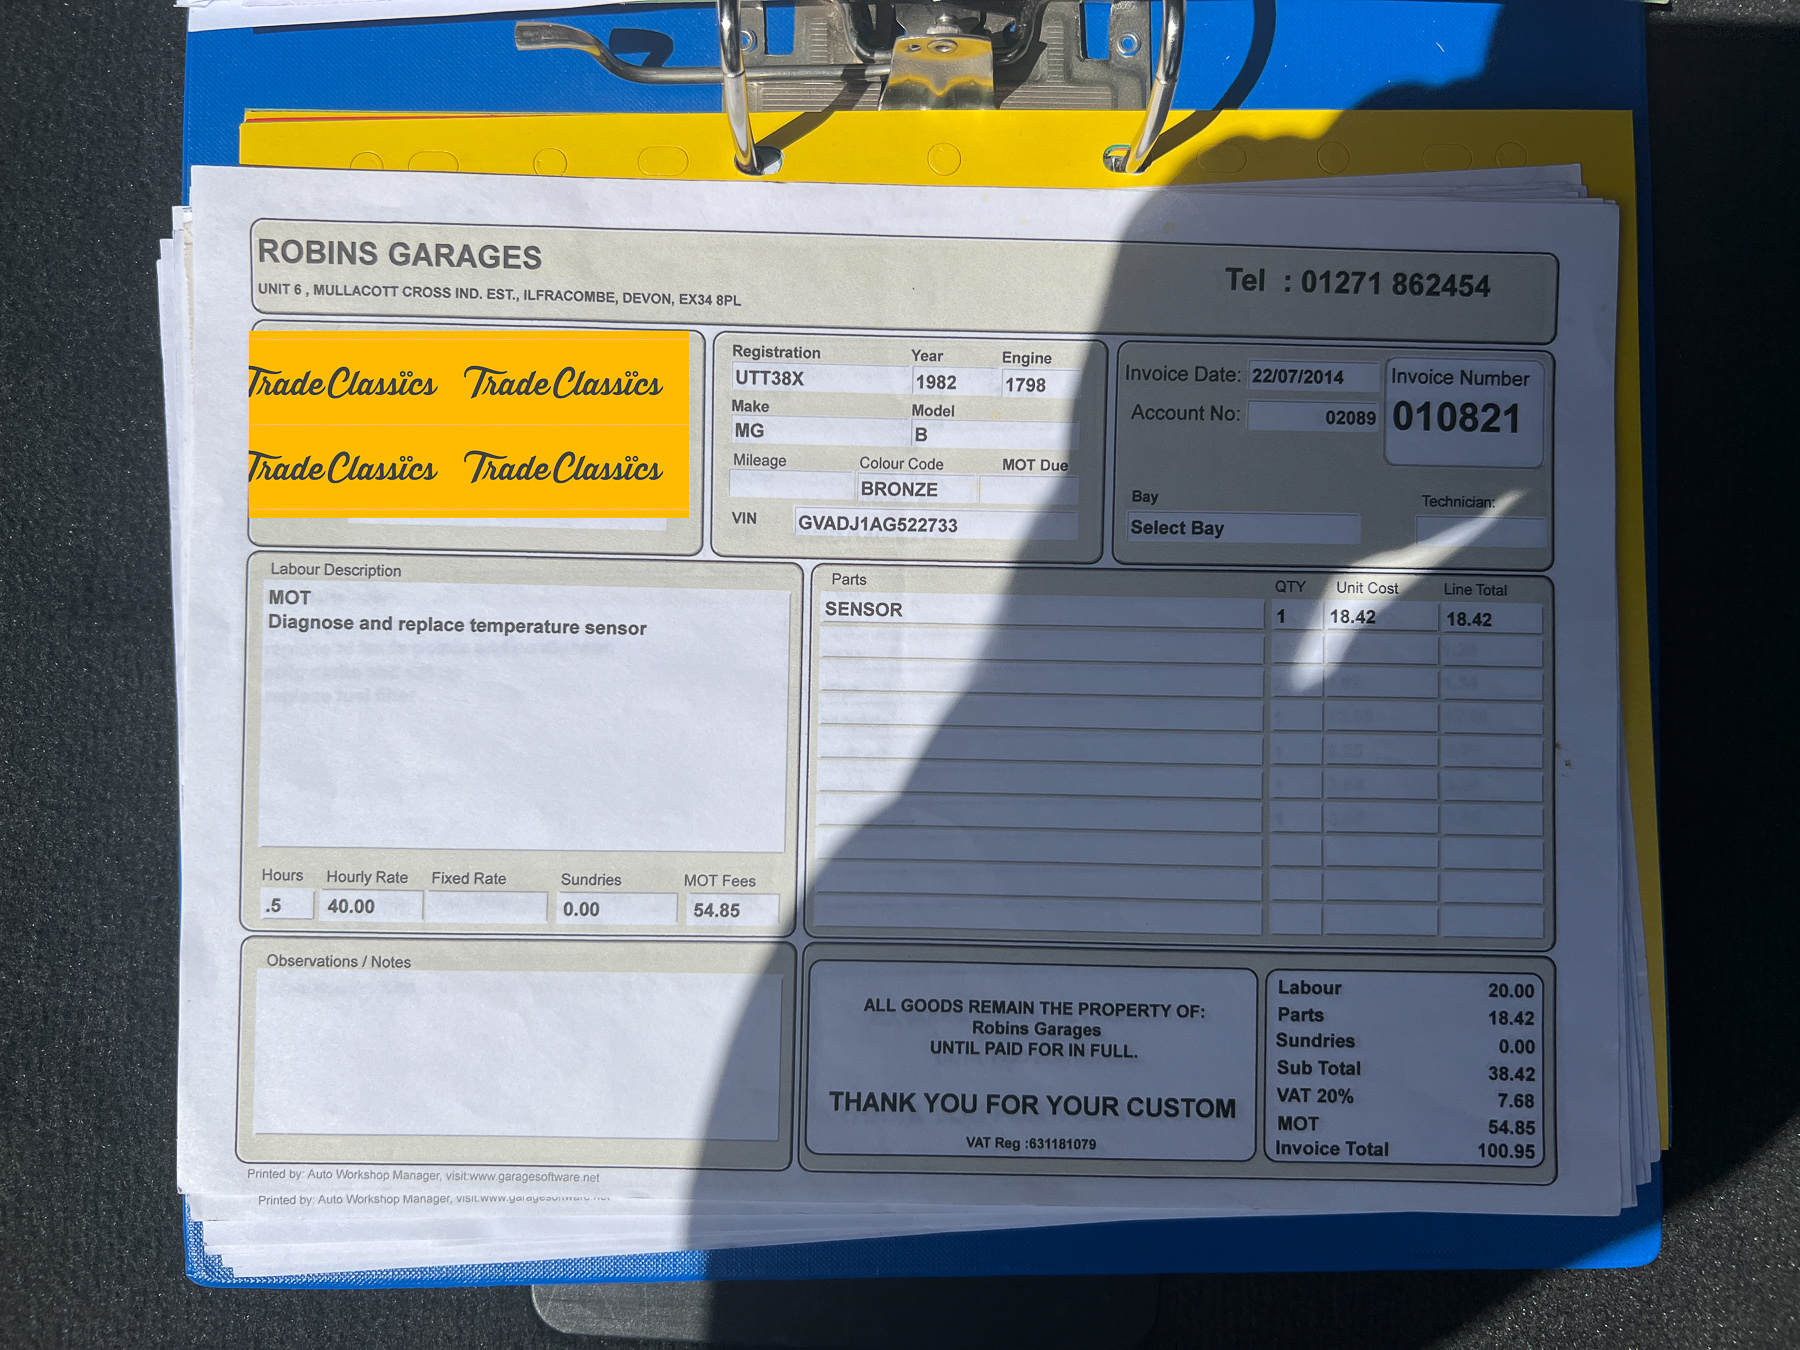 ROBINS GARAGES
UNIT 6 , MULLACOTT CROSS IND. EST., ILFRACOMBE, DEVON, EX34 8PL
Tel : 01271 862454
Trade Classics Trade Classics
Trade Classics Trade Classics
Registration Year Engine
UTT38X 1982 1798
Make Model
MG B
Mileage Colour Code MOT Due
BRONZE
VIN GVADJ1AG522733
Invoice Date: 22/07/2014
Account No: 02089
Invoice Number
010821
Bay Technician:
Select Bay
Labour Description
MOT
Diagnose and replace temperature sensor
replace fuel filter
Hours Hourly Rate Fixed Rate Sundries MOT Fees
.5 40.00 0.00 54.85
Parts QTY Unit Cost Line Total
SENSOR 1 18.42 18.42
Observations / Notes
ALL GOODS REMAIN THE PROPERTY OF:
Robins Garages
UNTIL PAID FOR IN FULL.
THANK YOU FOR YOUR CUSTOM
VAT Reg :631181079
Labour 20.00
Parts 18.42
Sundries 0.00
Sub Total 38.42
VAT 20% 7.68
MOT 54.85
Invoice Total 100.95
Printed by: Auto Workshop Manager, visit:www.garagesoftware.net
Printed by: Auto Workshop Manager, visit:www.garagesoftware.net